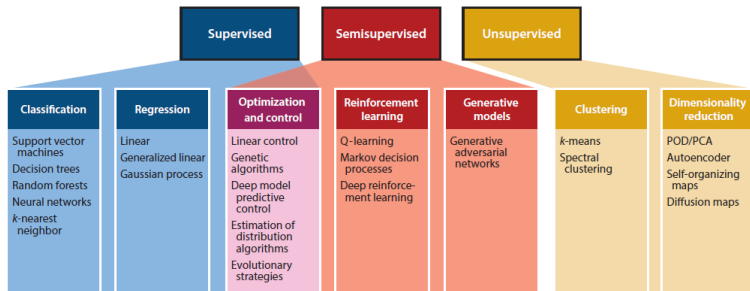 Supervised
Semisupervised
Unsupervised
Classification
Support vector
machines
Decision trees
Random forests
Neural networks
k-nearest
neighbor
Regression
Linear
Generalized linear
Gaussian process
Optimization
and control
Linear control
Genetic
algorithms
Deep model
predictive
control
Estimation of
distribution
algorithms
Evolutionary
strategies
Reinforcement
learning
Q-learning
Markov decision
processes
Deep reinforce-
ment learning
Generative
models
Generative
adversarial
networks
Clustering
k-means
Spectral
clustering
Dimensionality
reduction
POD/PCA
Autoencoder
Self-organizing
maps
Diffusion maps